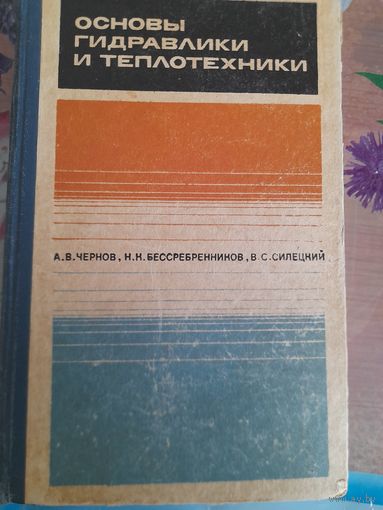 ОСНОВЫ
ГИДРАВЛИКИ
И ТЕПЛОТЕХНИКИ
А.В.ЧЕРНОВ, Н.К.БЕССРЕБРЕННИКОВ, В.С.СИЛЕЦКИЙ